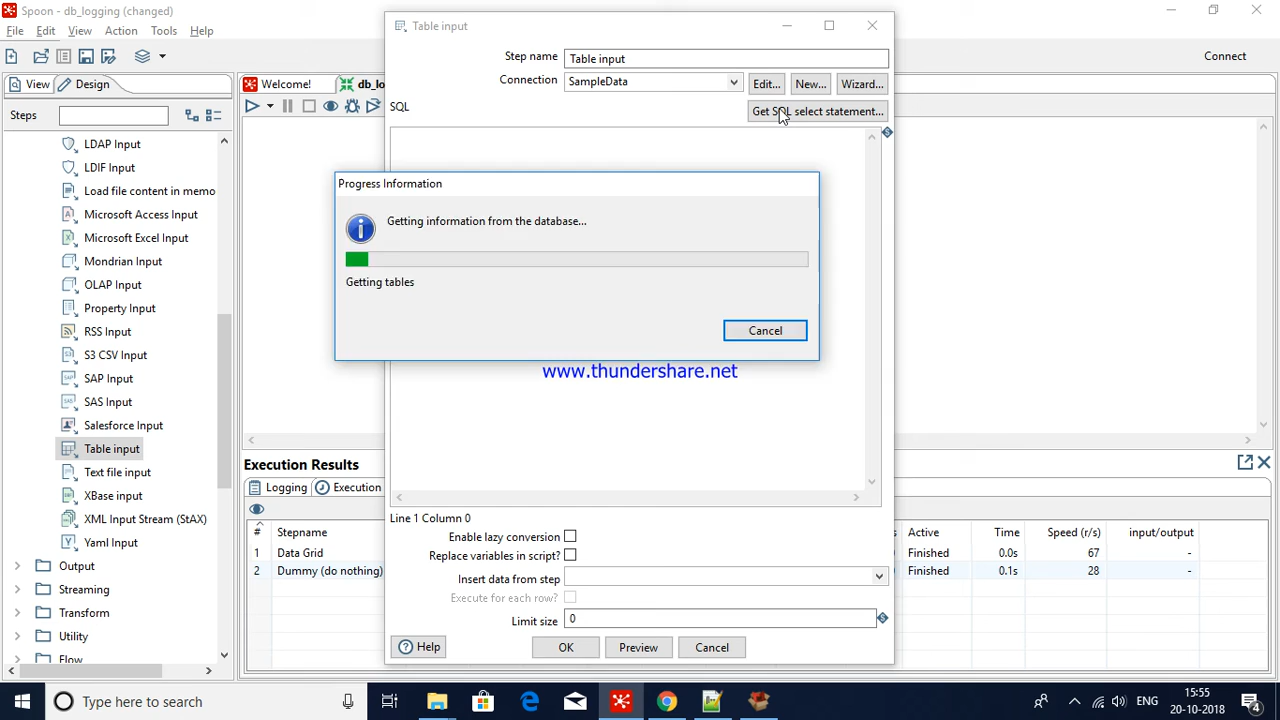 Spoon - db_logging (changed)
File Edit View Action Tools Help
Connect
View Design
Welcome! db_lo
Steps
LDAP Input
LDIF Input
Load file content in memo
Microsoft Access Input
Microsoft Excel Input
Mondrian Input
OLAP Input
Property Input
RSS Input
S3 CSV Input
SAP Input
SAS Input
Salesforce Input
Table input
Text file input
XBase input
XML Input Stream (StAX)
Yaml Input
Output
Streaming
Transform
Utility
Flow
Table input
Step name Table input
Connection SampleData Edit... New... Wizard...
SQL Get SQL select statement...
Progress Information
Getting information from the database...
Getting tables
Cancel
www.thundershare.net
Line 1 Column 0
Enable lazy conversion
Replace variables in script?
Insert data from step
Execute for each row?
Limit size 0
Help OK Preview Cancel
Execution Results
Logging Execution
# Stepname s Active Time Speed (r/s) input/output
1 Data Grid Finished 0.0s 67 -
2 Dummy (do nothing) Finished 0.1s 28 -
Type here to search
ENG
15:55
20-10-2018
4